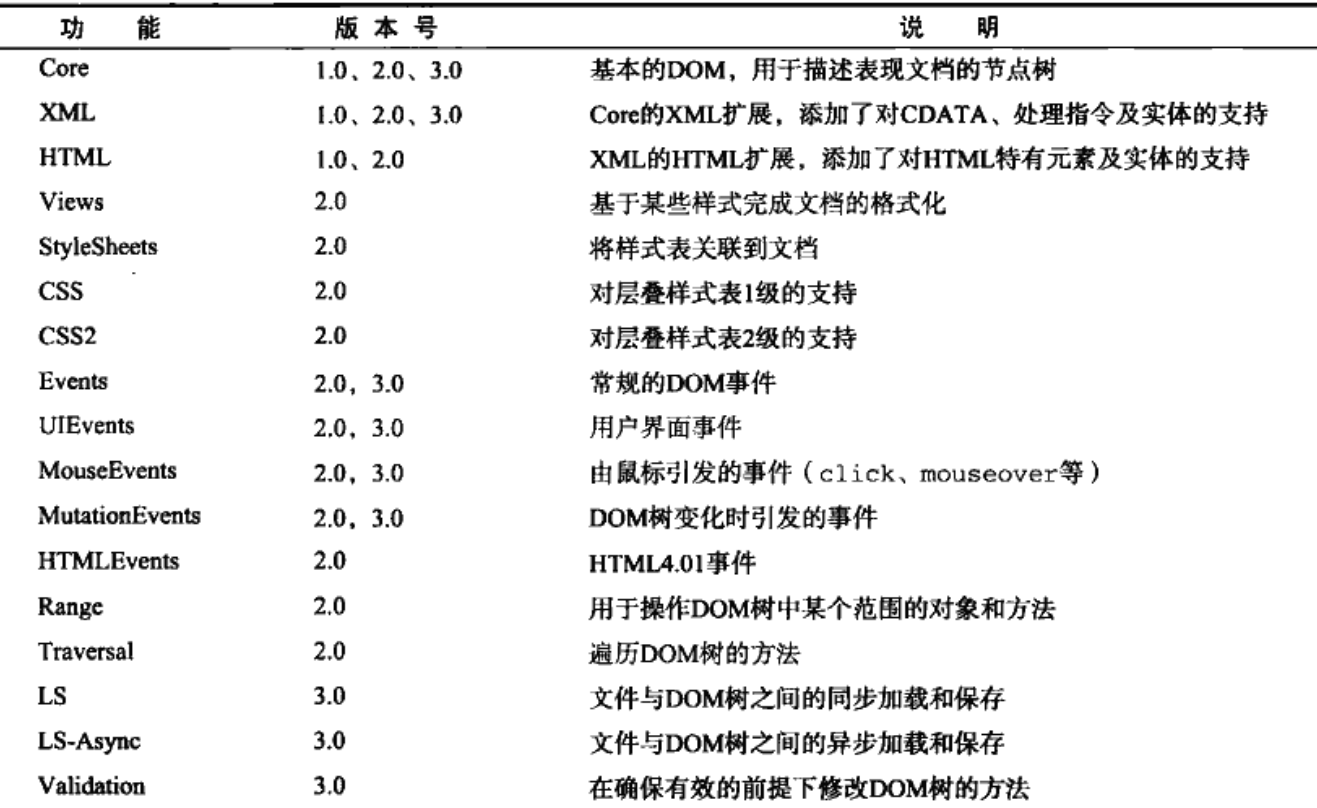 功 能 版 本 号 说 明
Core 1.0、2.0、3.0 基本的DOM，用于描述表现文档的节点树
XML 1.0、2.0、3.0 Core的XML扩展，添加了对CDATA、处理指令及实体的支持
HTML 1.0、2.0 XML的HTML扩展，添加了对HTML特有元素及实体的支持
Views 2.0 基于某些样式完成文档的格式化
StyleSheets 2.0 将样式表关联到文档
CSS 2.0 对层叠样式表1级的支持
CSS2 2.0 对层叠样式表2级的支持
Events 2.0，3.0 常规的DOM事件
UIEvents 2.0，3.0 用户界面事件
MouseEvents 2.0，3.0 由鼠标引发的事件（click、mouseover等）
MutationEvents 2.0，3.0 DOM树变化时引发的事件
HTMLEvents 2.0 HTML4.01事件
Range 2.0 用于操作DOM树中某个范围的对象和方法
Traversal 2.0 遍历DOM树的方法
LS 3.0 文件与DOM树之间的同步加载和保存
LS-Async 3.0 文件与DOM树之间的异步加载和保存
Validation 3.0 在确保有效的前提下修改DOM树的方法